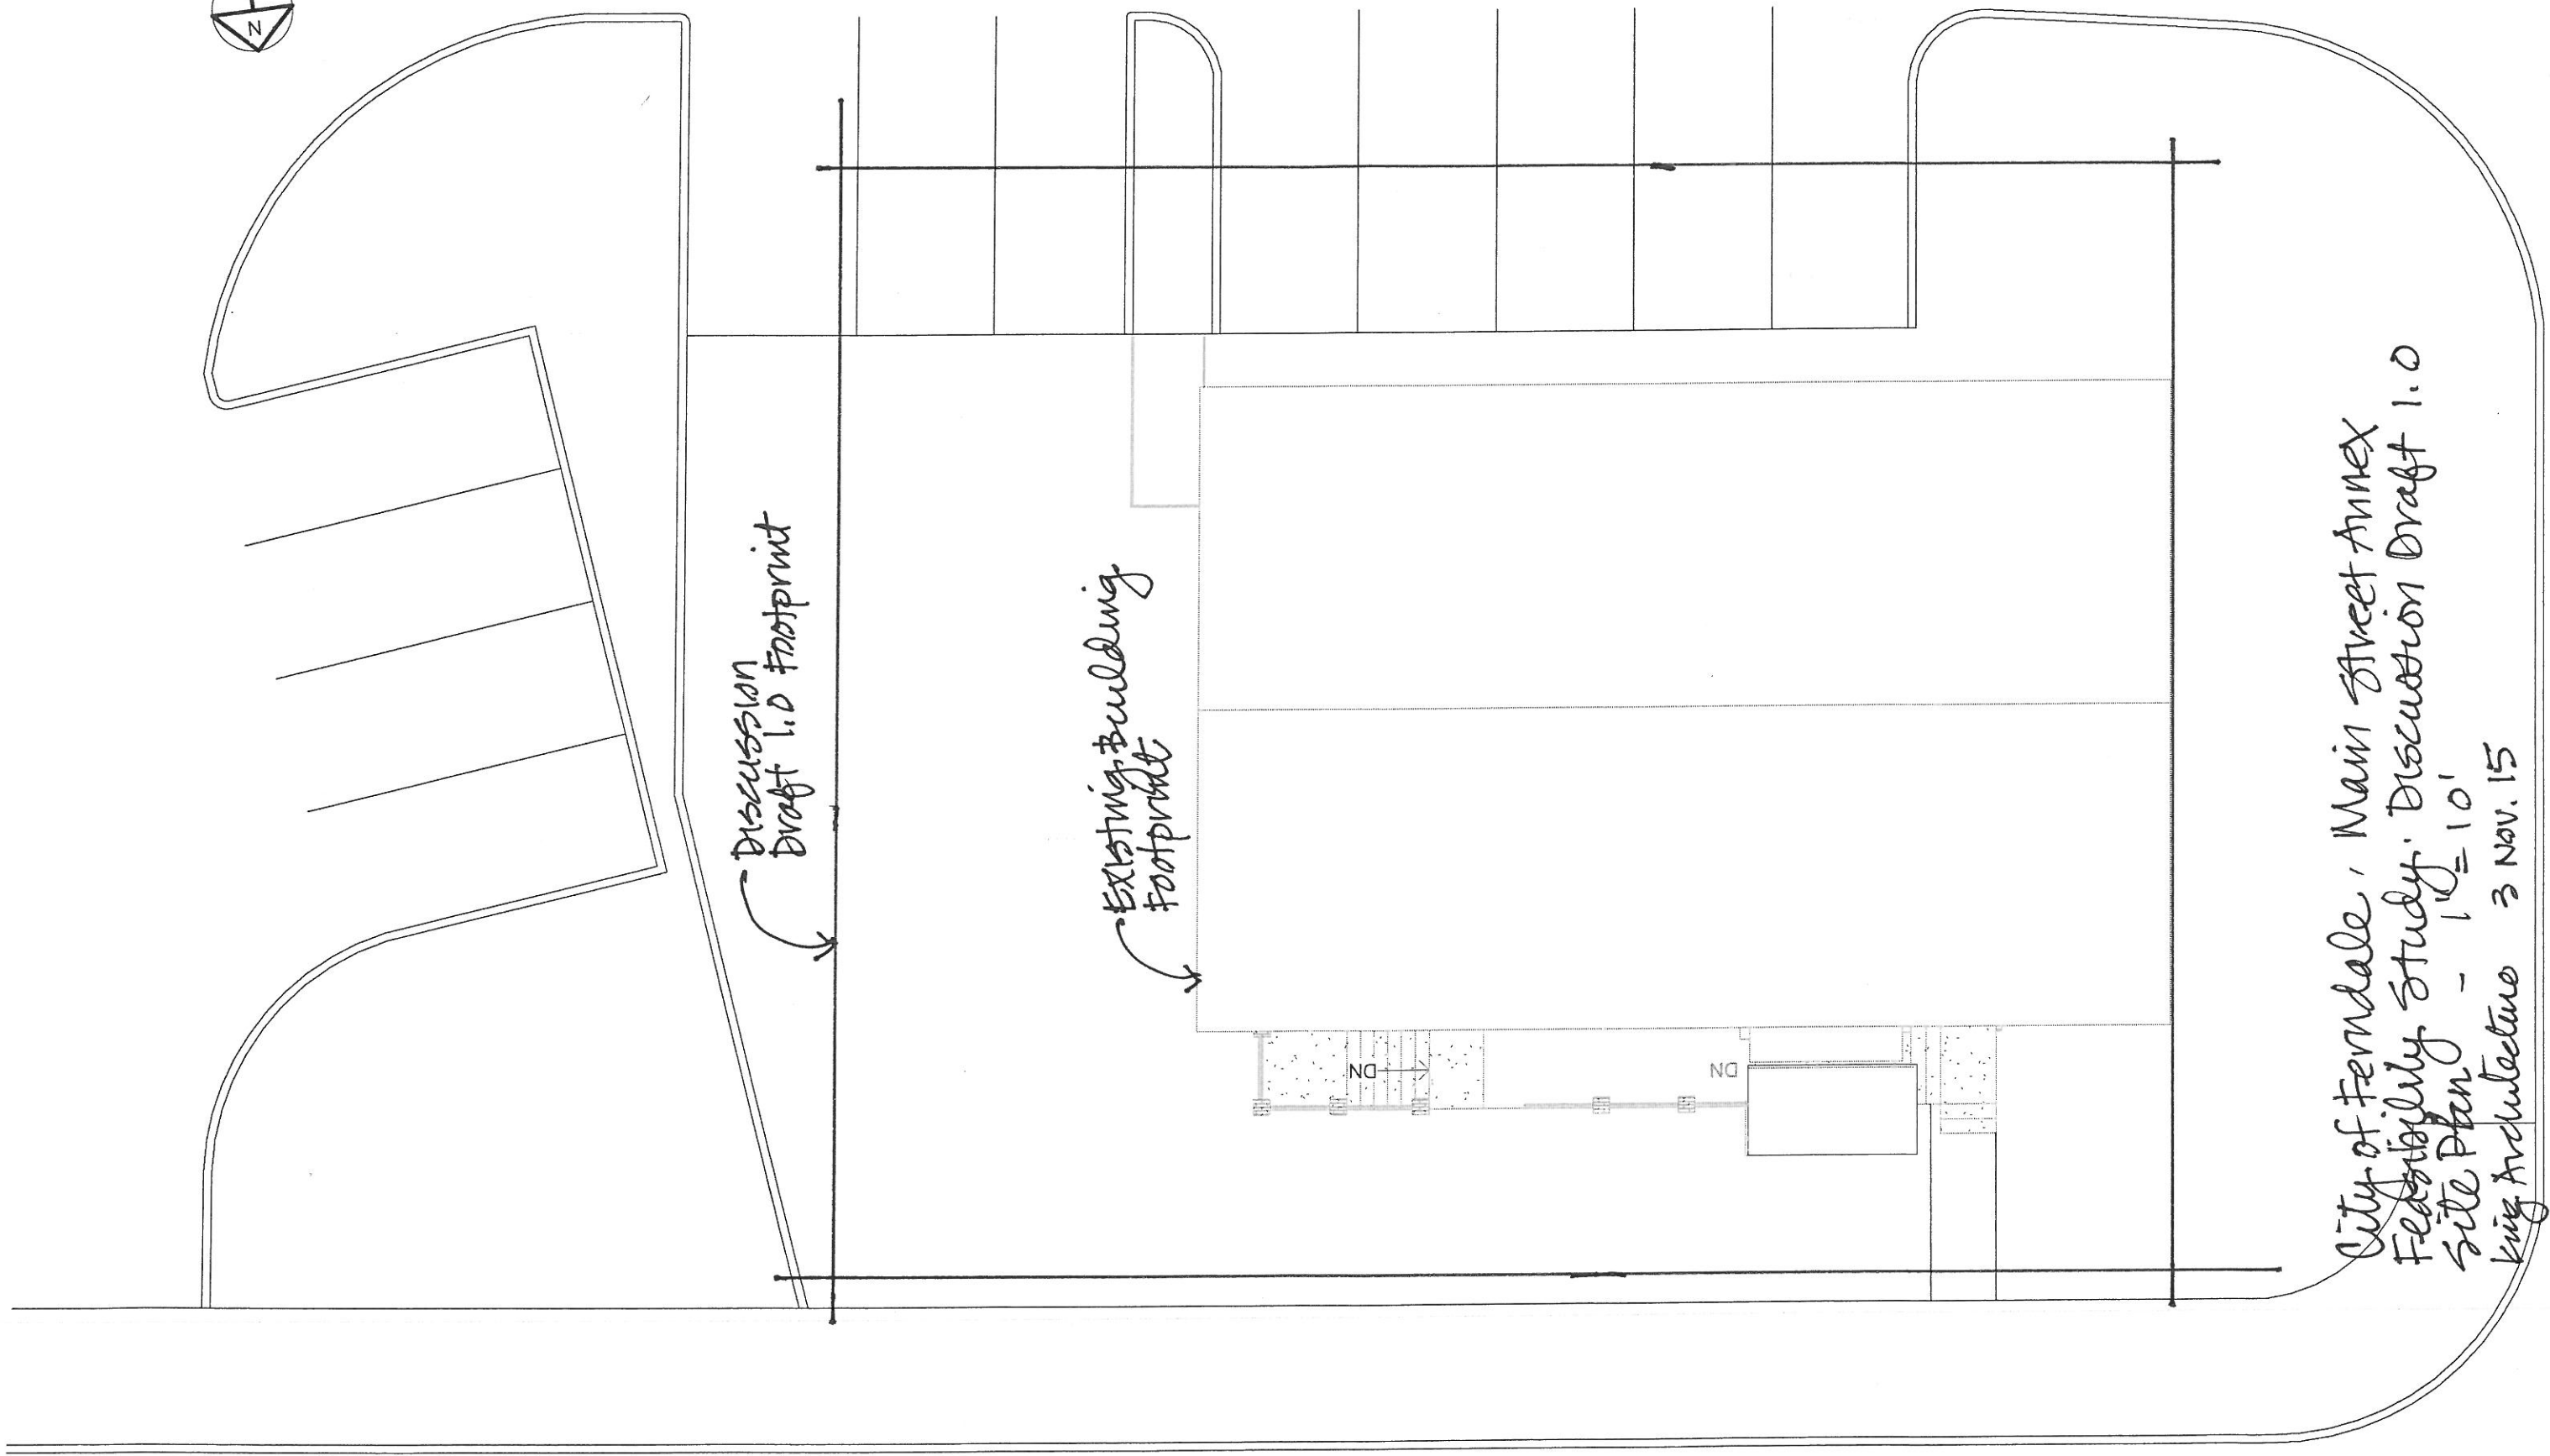 N
Discussion
Draft 1.0 Footprint
Existing Building
Footprint
DN
DN
City of Ferndale, Main Street Annex
Feasibility Study: Discussion Draft 1.0
Site Plan - 1" = 10'
King Architecture 3 Nov. 15